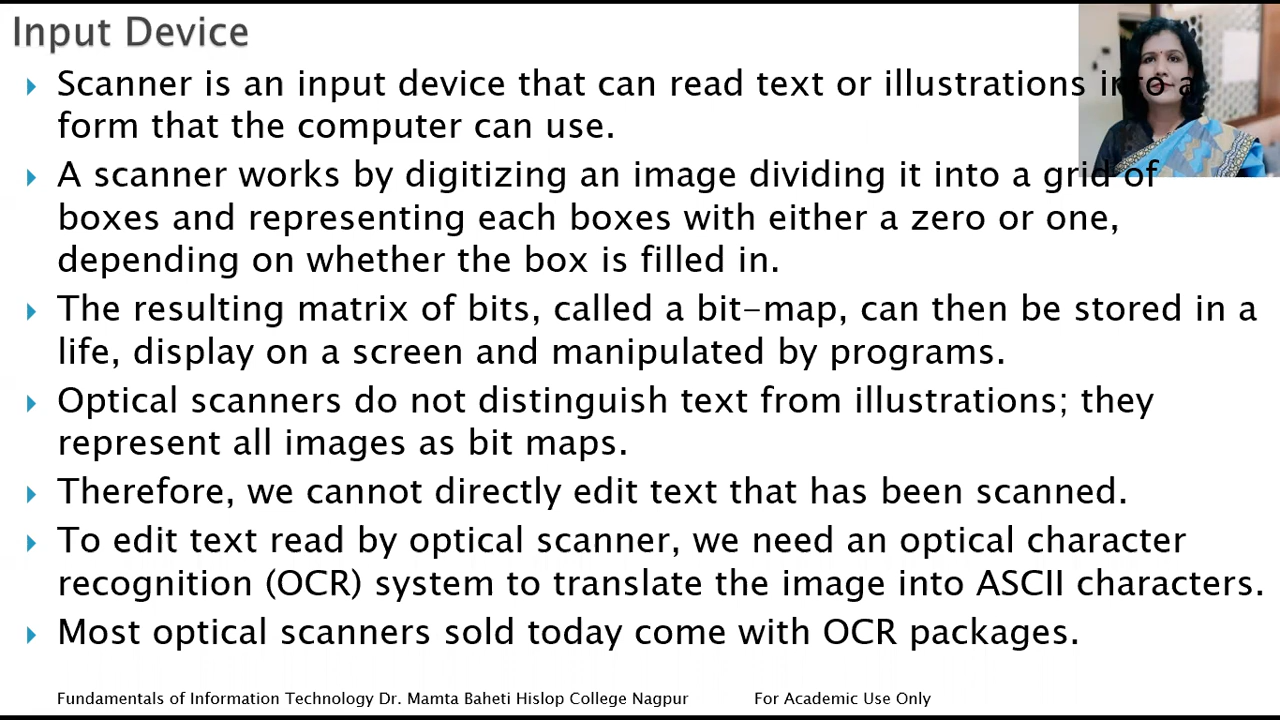 Input Device
Scanner is an input device that can read text or illustrations into a
form that the computer can use.
A scanner works by digitizing an image dividing it into a grid of
boxes and representing each boxes with either a zero or one,
depending on whether the box is filled in.
The resulting matrix of bits, called a bit-map, can then be stored in a
life, display on a screen and manipulated by programs.
Optical scanners do not distinguish text from illustrations; they
represent all images as bit maps.
Therefore, we cannot directly edit text that has been scanned.
To edit text read by optical scanner, we need an optical character
recognition (OCR) system to translate the image into ASCII characters.
Most optical scanners sold today come with OCR packages.
Fundamentals of Information Technology Dr. Mamta Baheti Hislop College Nagpur For Academic Use Only